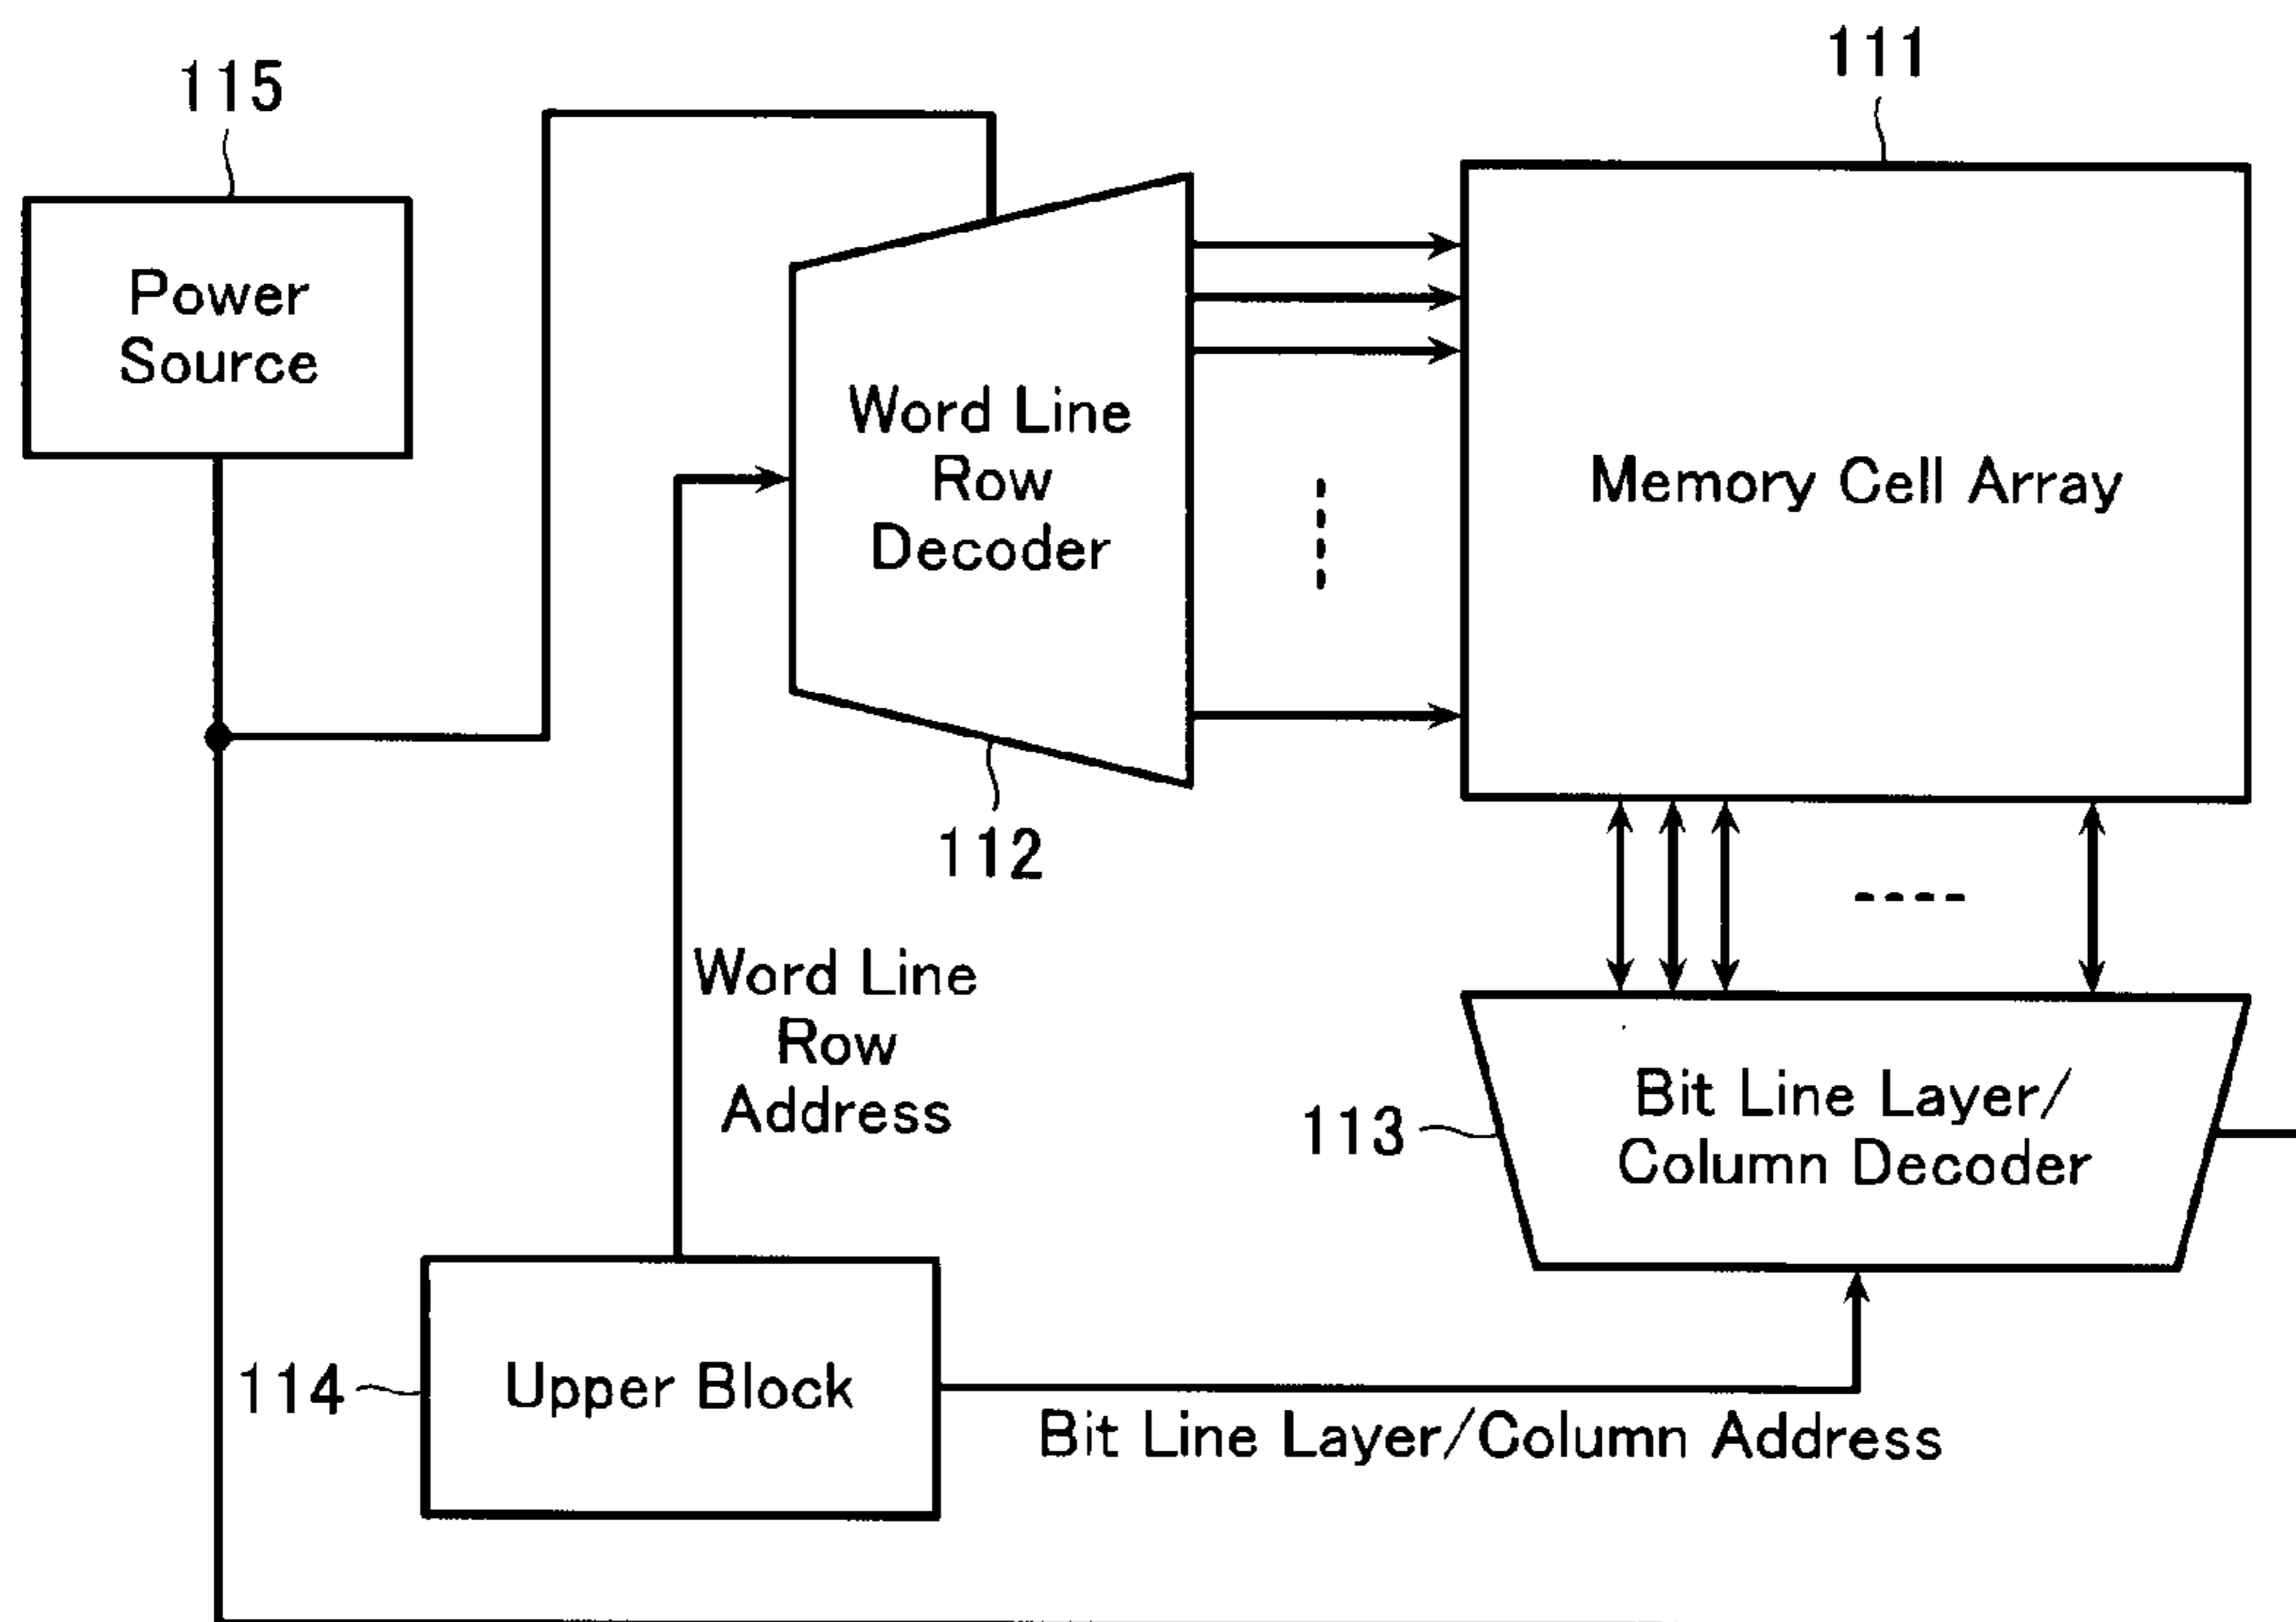 115
111
Power
Source
Word Line
Row
Decoder
Memory Cell Array
112
Word Line
Row
Address
113
Bit Line Layer/
Column Decoder
114
Upper Block
Bit Line Layer/Column Address